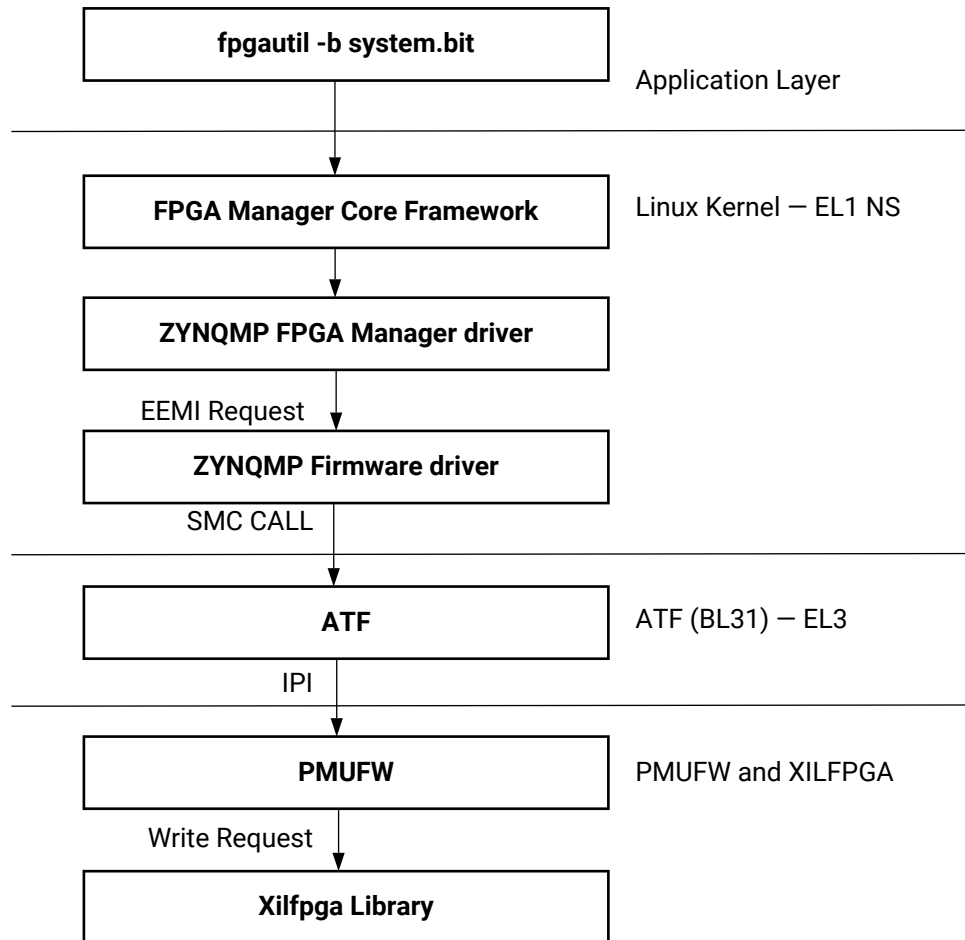 fpgautil -b system.bit
Application Layer
FPGA Manager Core Framework
Linux Kernel — EL1 NS
ZYNQMP FPGA Manager driver
EEMI Request
ZYNQMP Firmware driver
SMC CALL
ATF
ATF (BL31) — EL3
IPI
PMUFW
PMUFW and XILFPGA
Write Request
Xilfpga Library